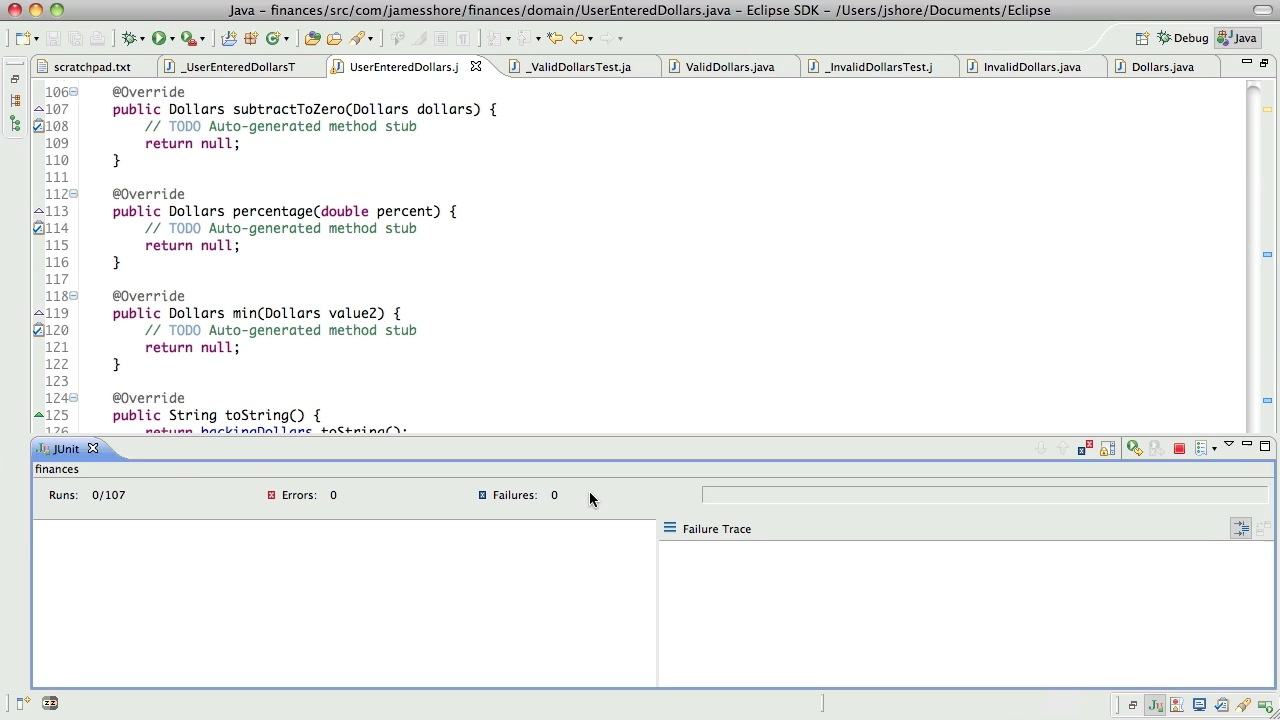 Java – finances/src/com/jamesshore/finances/domain/UserEnteredDollars.java – Eclipse SDK – /Users/jshore/Documents/Eclipse
Debug Java
scratchpad.txt _UserEnteredDollarsT UserEnteredDollars.j _ValidDollarsTest.ja ValidDollars.java _InvalidDollarsTest.j InvalidDollars.java Dollars.java
106 @Override
107 public Dollars subtractToZero(Dollars dollars) {
108 // TODO Auto-generated method stub
109 return null;
110 }
111
112 @Override
113 public Dollars percentage(double percent) {
114 // TODO Auto-generated method stub
115 return null;
116 }
117
118 @Override
119 public Dollars min(Dollars value2) {
120 // TODO Auto-generated method stub
121 return null;
122 }
123
124 @Override
125 public String toString() {
126 return backingDollars.toString();
JUnit
finances
Runs: 0/107 Errors: 0 Failures: 0
Failure Trace